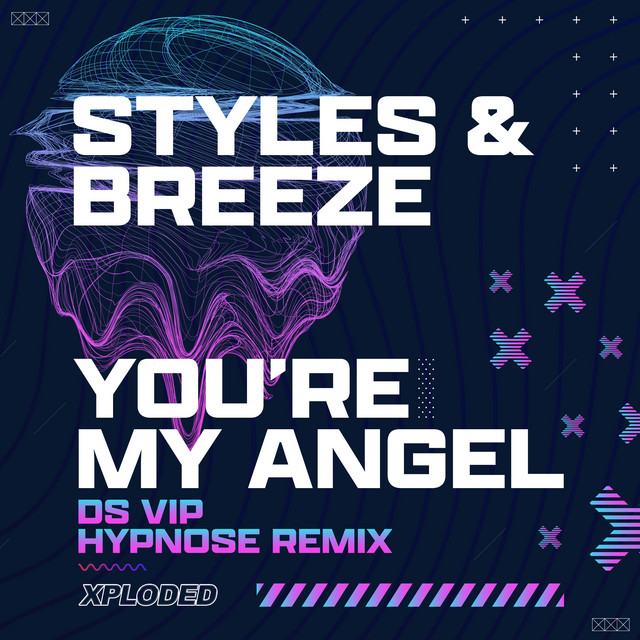 STYLES &
BREEZE
YOU'RE
MY ANGEL
DS VIP
HYPNOSE REMIX
XPLODED